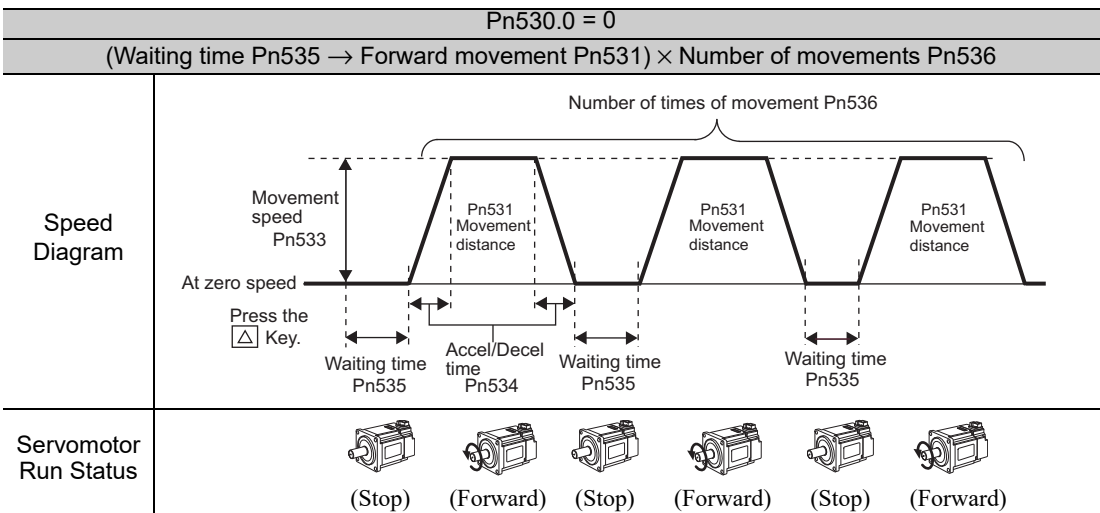 Pn530.0 = 0
(Waiting time Pn535 → Forward movement Pn531) × Number of movements Pn536
Speed
Diagram
Number of times of movement Pn536
Movement
speed
Pn533
Pn531
Movement
distance
Pn531
Movement
distance
Pn531
Movement
distance
At zero speed
Press the
△ Key.
Waiting time
Pn535
Accel/Decel
time
Pn534
Waiting time
Pn535
Waiting time
Pn535
Servomotor
Run Status
(Stop) (Forward) (Stop) (Forward) (Stop) (Forward)